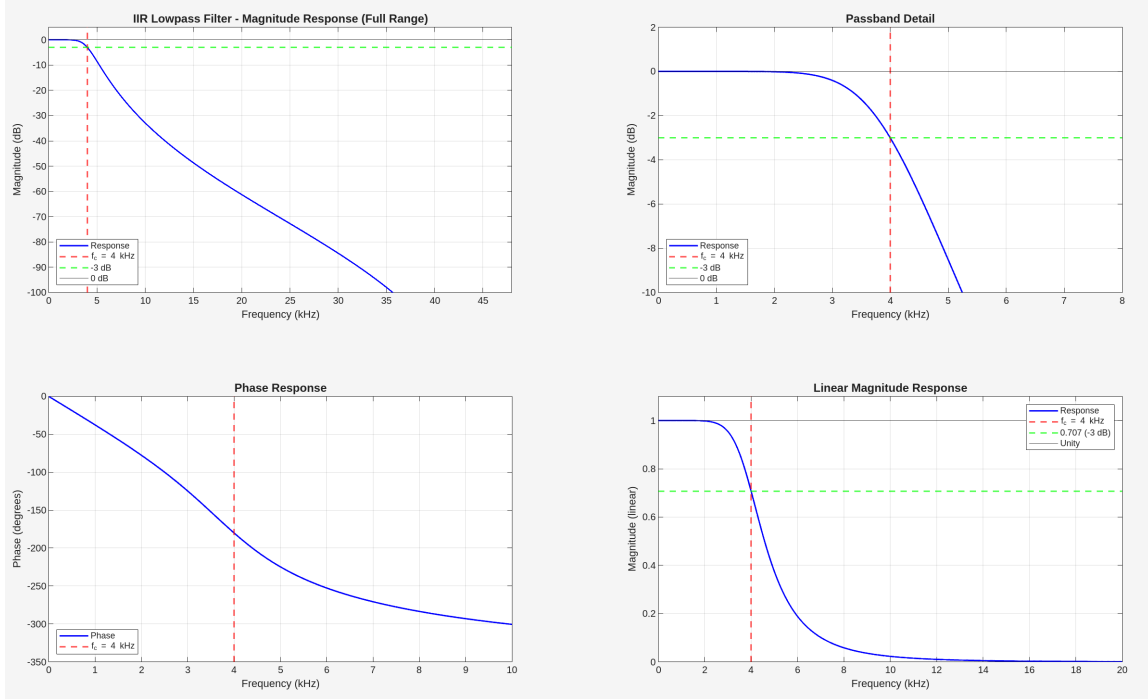 IIR Lowpass Filter - Magnitude Response (Full Range)
0
-10
-20
-30
-40
-50
-60
-70
-80
-90
-100
Magnitude (dB)
Response
f_c = 4 kHz
-3 dB
0 dB
0 5 10 15 20 25 30 35 40 45
Frequency (kHz)
Passband Detail
2
0
-2
-4
-6
-8
-10
Magnitude (dB)
Response
f_c = 4 kHz
-3 dB
0 dB
0 1 2 3 4 5 6 7 8
Frequency (kHz)
Phase Response
0
-50
-100
-150
-200
-250
-300
-350
Phase (degrees)
Phase
f_c = 4 kHz
0 1 2 3 4 5 6 7 8 9 10
Frequency (kHz)
Linear Magnitude Response
1
0.8
0.6
0.4
0.2
0
Magnitude (linear)
Response
f_c = 4 kHz
0.707 (-3 dB)
Unity
0 2 4 6 8 10 12 14 16 18 20
Frequency (kHz)